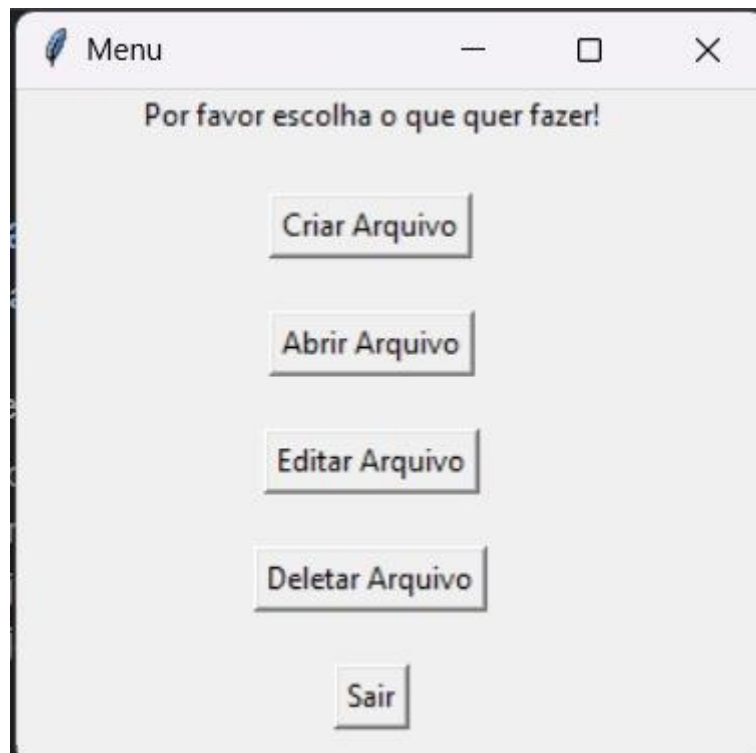 Menu
Por favor escolha o que quer fazer!
Criar Arquivo
Abrir Arquivo
Editar Arquivo
Deletar Arquivo
Sair